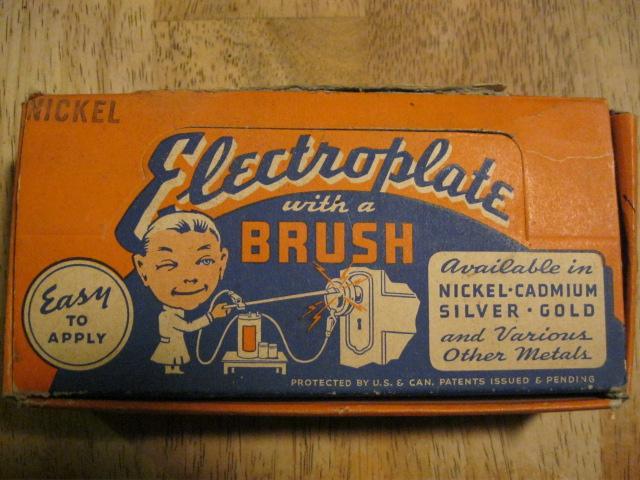 NICKEL
Electroplate
with a
BRUSH
Easy
TO
APPLY
Available in
NICKEL·CADMIUM
SILVER · GOLD
and Various
Other Metals
PROTECTED BY U.S. & CAN. PATENTS ISSUED & PENDING